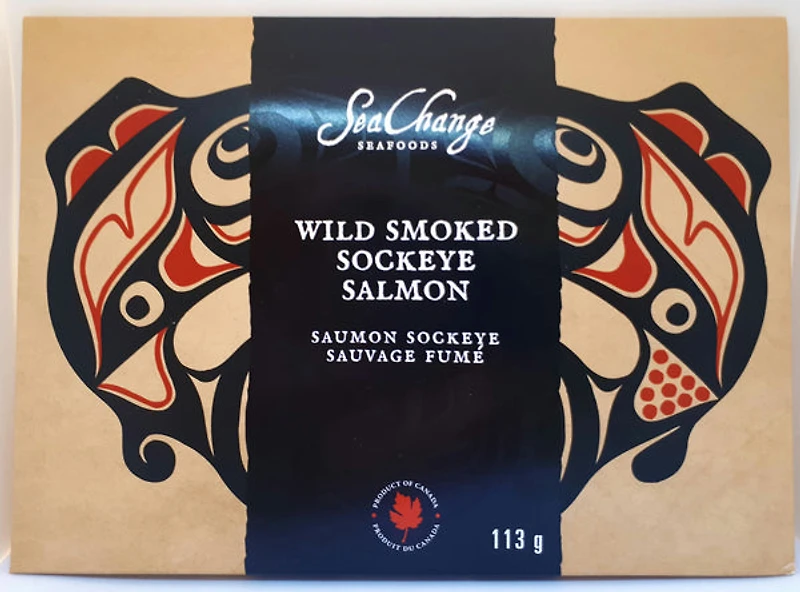 SeaChange
SEAFOODS
WILD SMOKED
SOCKEYE
SALMON
SAUMON SOCKEYE
SAUVAGE FUMÉ
PRODUCT OF CANADA
PRODUIT DU CANADA
113 g